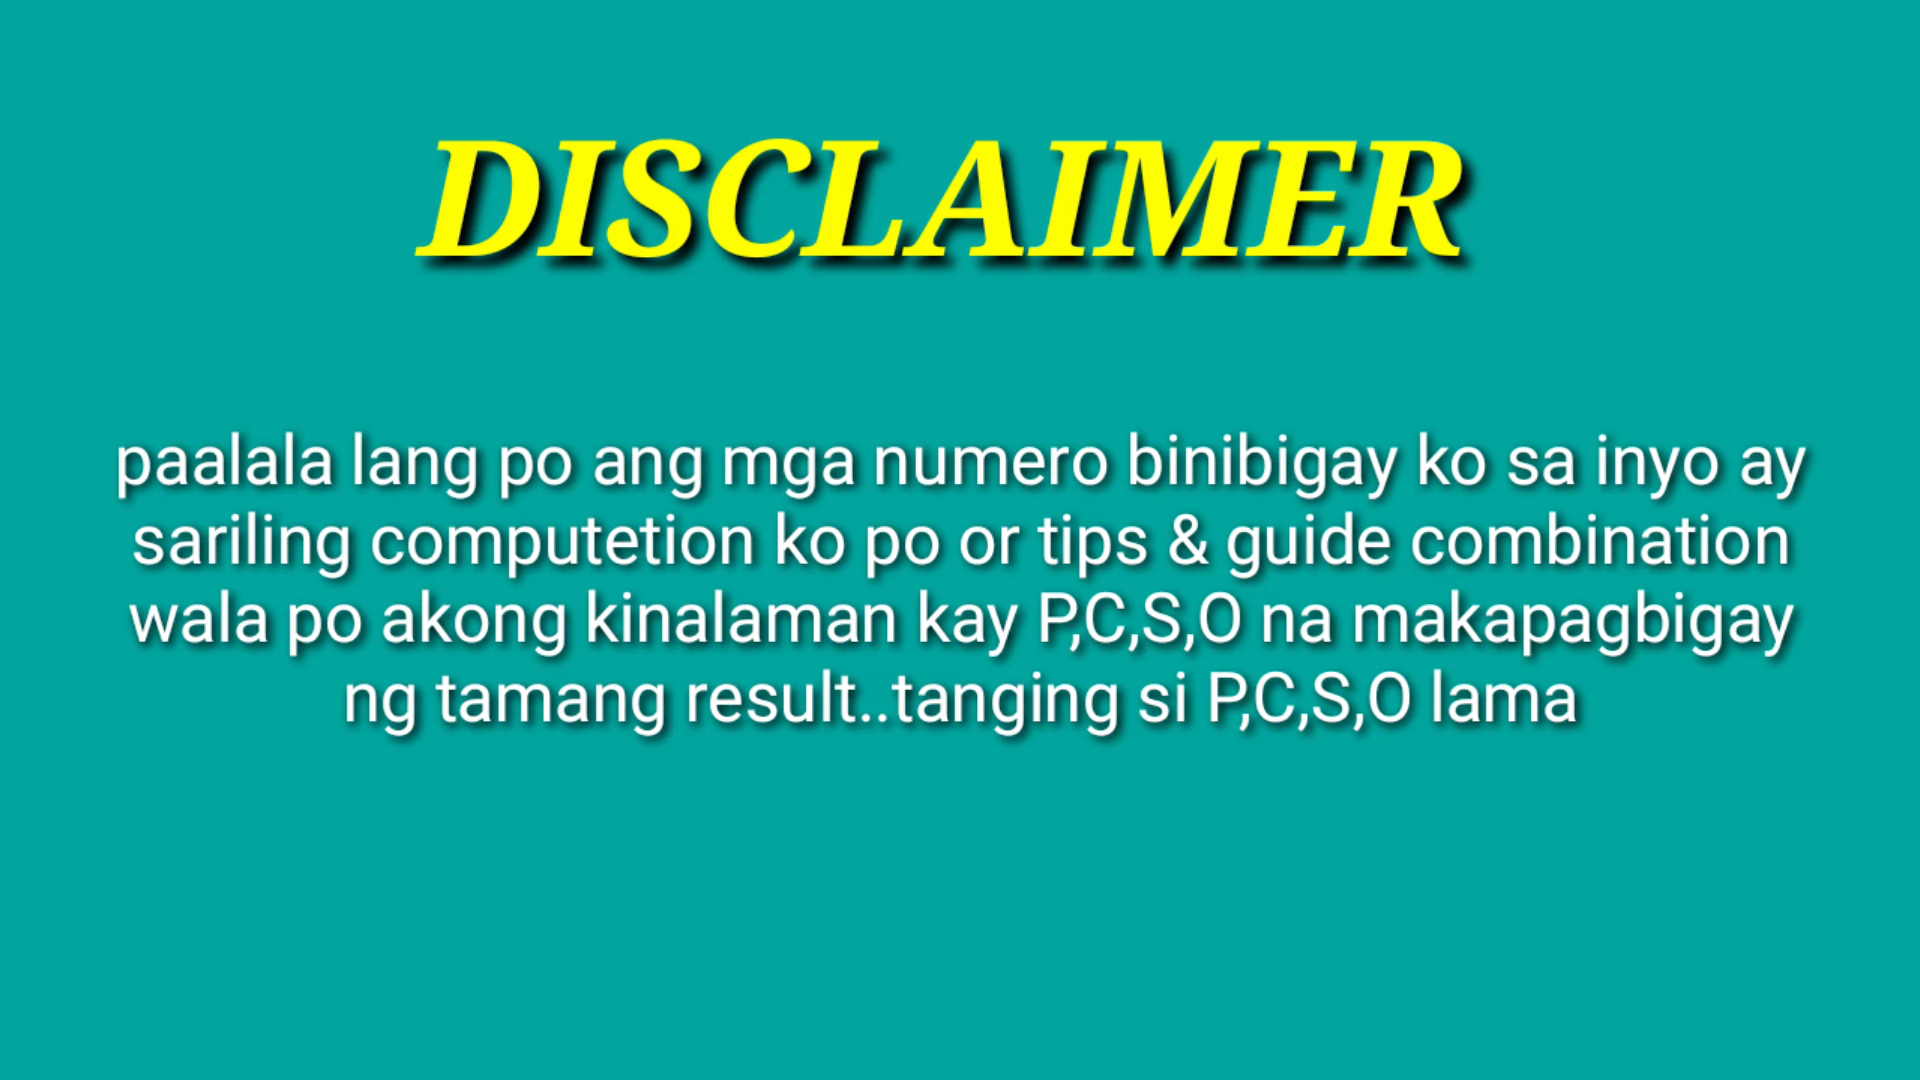 DISCLAIMER
paalala lang po ang mga numero binibigay ko sa inyo ay
sariling computetion ko po or tips & guide combination
wala po akong kinalaman kay P,C,S,O na makapagbigay
ng tamang result..tanging si P,C,S,O lama